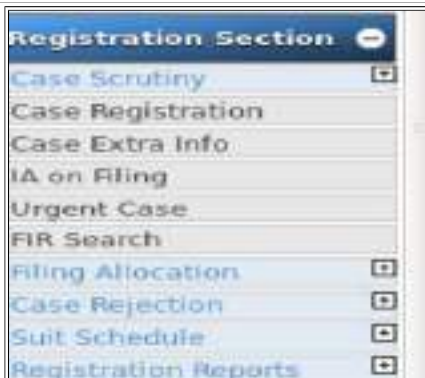 Registration Section
Case Scrutiny
Case Registration
Case Extra Info
IA on Filing
Urgent Case
FIR Search
Filing Allocation
Case Rejection
Suit Schedule
Registration Reports